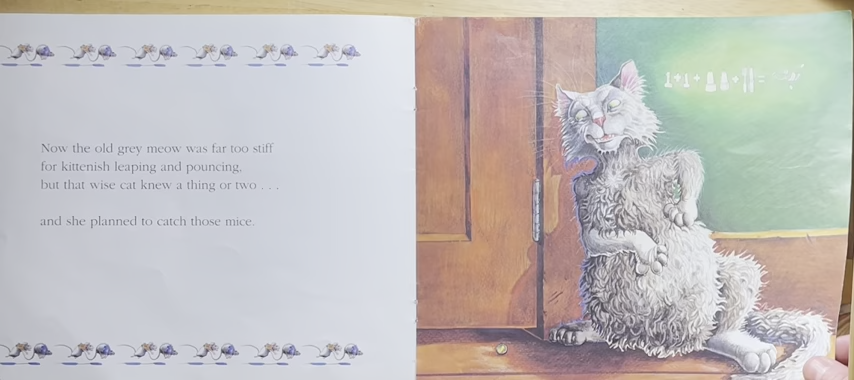 Now the old grey meow was far too stiff
for kittenish leaping and pouncing,
but that wise cat knew a thing or two . . .
and she planned to catch those mice.